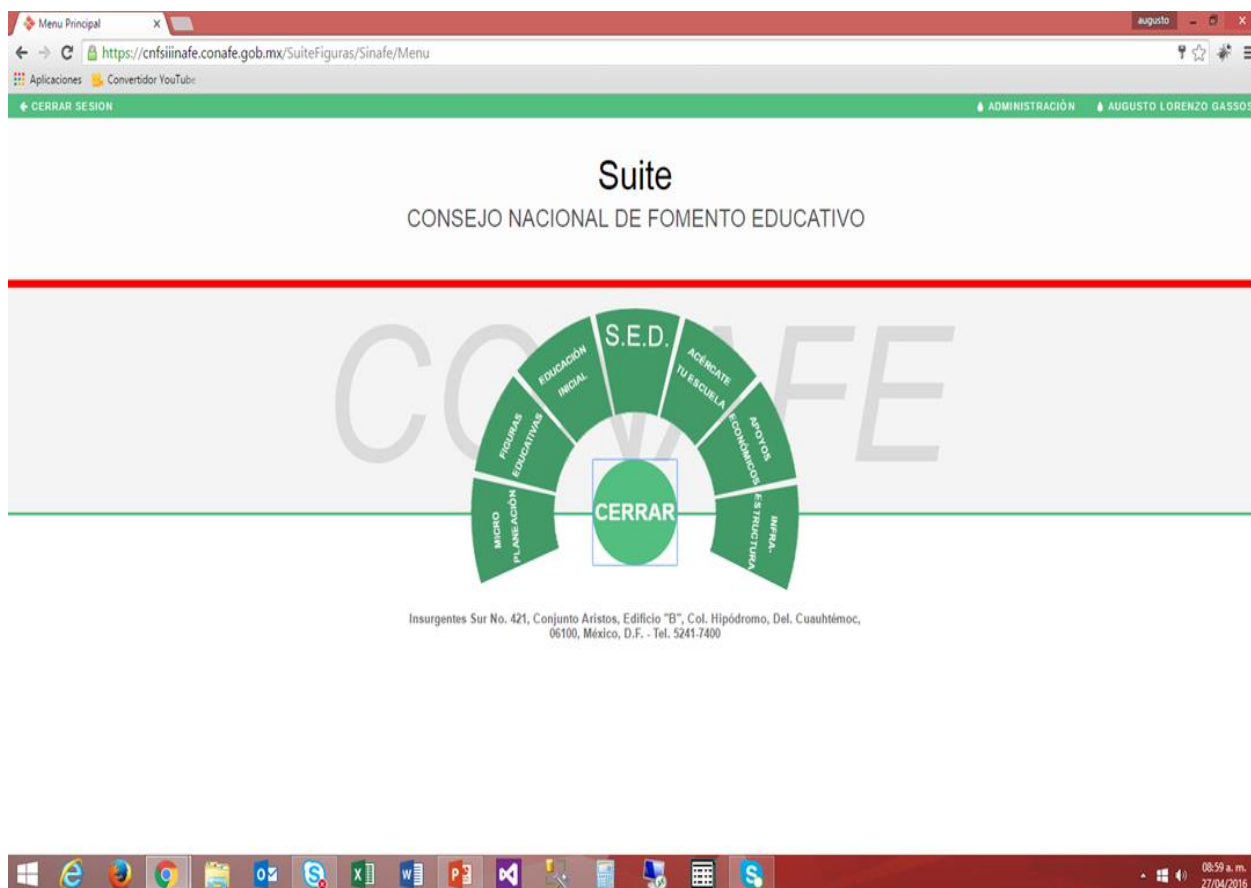 Menu Principal
augusto
https://cnfsiiinafe.conafe.gob.mx/SuiteFiguras/Sinafe/Menu
Aplicaciones
Convertidor YouTube
CERRAR SESION
ADMINISTRACIÓN
AUGUSTO LORENZO GASSOS
Suite
CONSEJO NACIONAL DE FOMENTO EDUCATIVO
CONAFE
MICRO
PLANEACIÓN
FIGURAS
EDUCATIVAS
EDUCACIÓN
INICIAL
S.E.D.
ACÉRCATE
TU ESCUELA
APOYOS
ECONÓMICOS
INFRA-
ESTRUCTURA
CERRAR
Insurgentes Sur No. 421, Conjunto Aristos, Edificio "B", Col. Hipódromo, Del. Cuauhtémoc,
06100, México, D.F. - Tel. 5241-7400
08:59 a. m.
27/04/2016